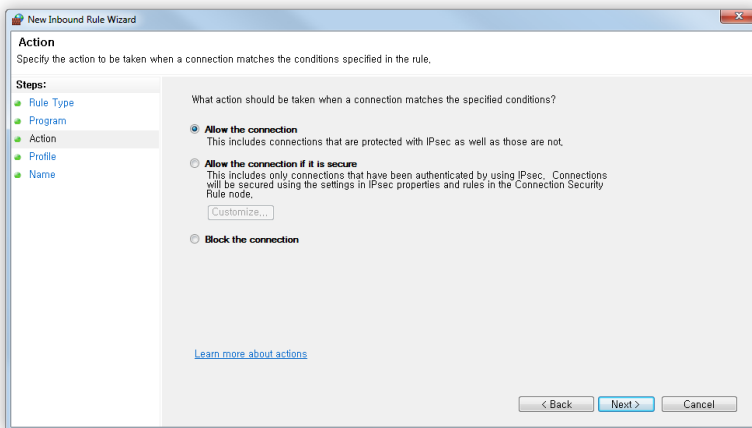 New Inbound Rule Wizard
X
Action
Specify the action to be taken when a connection matches the conditions specified in the rule,
Steps:
Rule Type
Program
Action
Profile
Name
What action should be taken when a connection matches the specified conditions?
Allow the connection
This includes connections that are protected with IPsec as well as those are not,
Allow the connection if it is secure
This includes only connections that have been authenticated by using IPsec, Connections
will be secured using the settings in IPsec properties and rules in the Connection Security
Rule node,
Customize,,,
Block the connection
Learn more about actions
< Back Next > Cancel